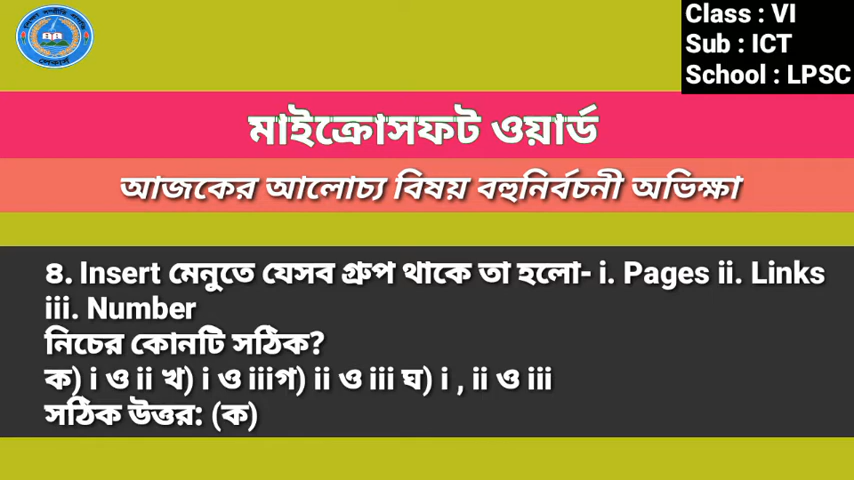 Class : VI
Sub : ICT
School : LPSC
মাইক্রোসফট ওয়ার্ড
আজকের আলোচ্য বিষয় বহুনির্বচনী অভিক্ষা
৪. Insert মেনুতে যেসব গ্রুপ থাকে তা হলো- i. Pages ii. Links
iii. Number
নিচের কোনটি সঠিক?
ক) i ও ii খ) i ও iiiগ) ii ও iii ঘ) i , ii ও iii
সঠিক উত্তর: (ক)